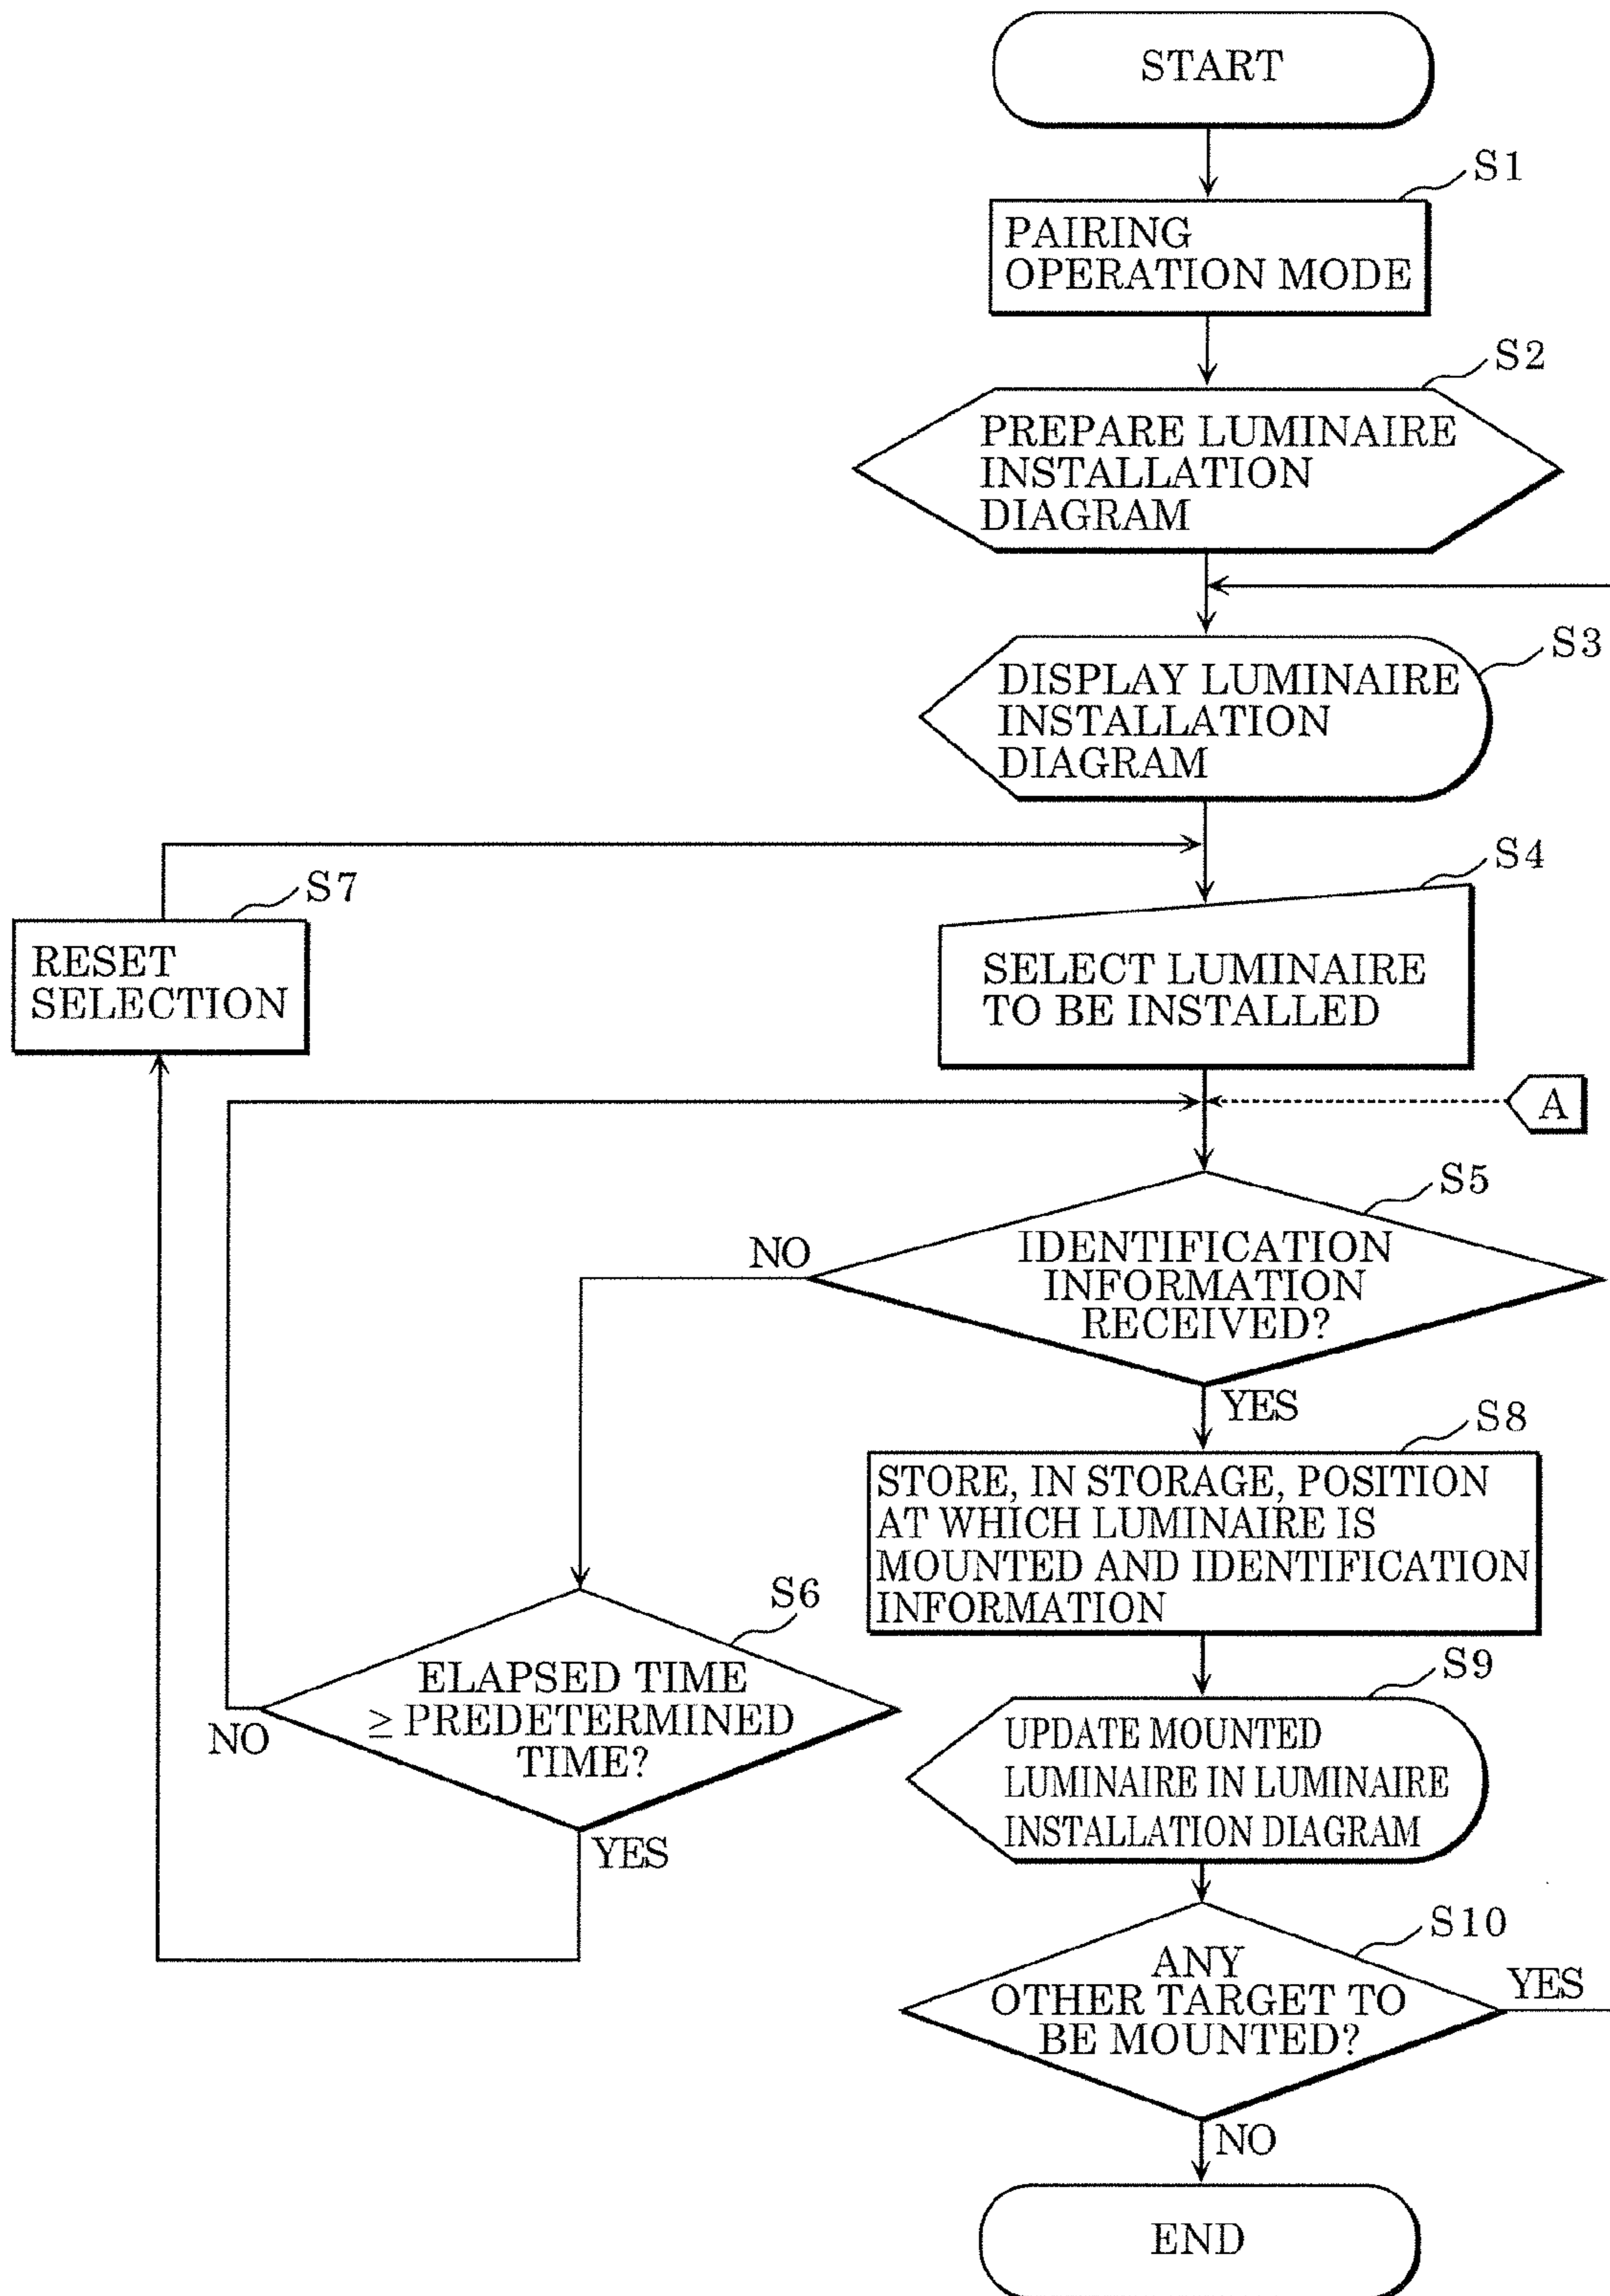 START
S1
PAIRING
OPERATION MODE
S2
PREPARE LUMINAIRE
INSTALLATION
DIAGRAM
S3
DISPLAY LUMINAIRE
INSTALLATION
DIAGRAM
S4
SELECT LUMINAIRE
TO BE INSTALLED
S7
RESET
SELECTION
A
S5
IDENTIFICATION
INFORMATION
RECEIVED?
NO
YES
S6
ELAPSED TIME
≥ PREDETERMINED
TIME?
NO
YES
S8
STORE, IN STORAGE, POSITION
AT WHICH LUMINAIRE IS
MOUNTED AND IDENTIFICATION
INFORMATION
S9
UPDATE MOUNTED
LUMINAIRE IN LUMINAIRE
INSTALLATION DIAGRAM
S10
ANY
OTHER TARGET TO
BE MOUNTED?
YES
NO
END